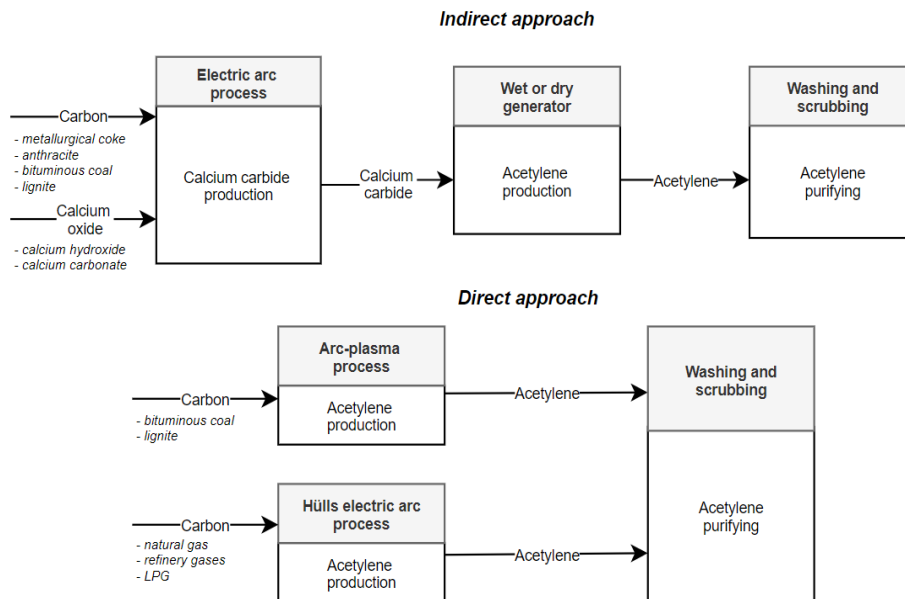 Indirect approach
Electric arc
process
Calcium carbide
production
Carbon
- metallurgical coke
- anthracite
- bituminous coal
- lignite
Calcium
oxide
- calcium hydroxide
- calcium carbonate
Calcium
carbide
Wet or dry
generator
Acetylene
production
Acetylene
Washing and
scrubbing
Acetylene
purifying
Direct approach
Carbon
- bituminous coal
- lignite
Arc-plasma
process
Acetylene
production
Acetylene
Carbon
- natural gas
- refinery gases
- LPG
Hülls electric arc
process
Acetylene
production
Acetylene
Washing and
scrubbing
Acetylene
purifying